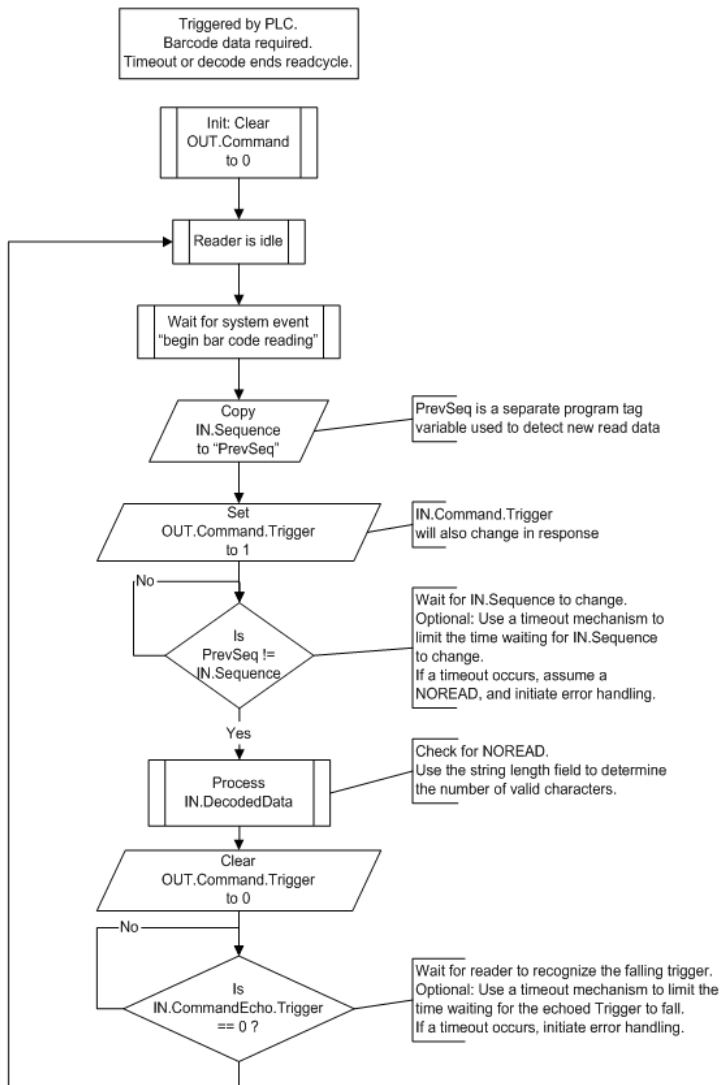 Triggered by PLC.
Barcode data required.
Timeout or decode ends readcycle.
Init: Clear
OUT.Command
to 0
Reader is idle
Wait for system event
“begin bar code reading”
Copy
IN.Sequence
to “PrevSeq”
PrevSeq is a separate program tag
variable used to detect new read data
Set
OUT.Command.Trigger
to 1
IN.Command.Trigger
will also change in response
No
Is
PrevSeq !=
IN.Sequence
Wait for IN.Sequence to change.
Optional: Use a timeout mechanism to
limit the time waiting for IN.Sequence
to change.
If a timeout occurs, assume a
NOREAD, and initiate error handling.
Yes
Process
IN.DecodedData
Check for NOREAD.
Use the string length field to determine
the number of valid characters.
Clear
OUT.Command.Trigger
to 0
No
Is
IN.CommandEcho.Trigger
== 0 ?
Wait for reader to recognize the falling trigger.
Optional: Use a timeout mechanism to limit the
time waiting for the echoed Trigger to fall.
If a timeout occurs, initiate error handling.